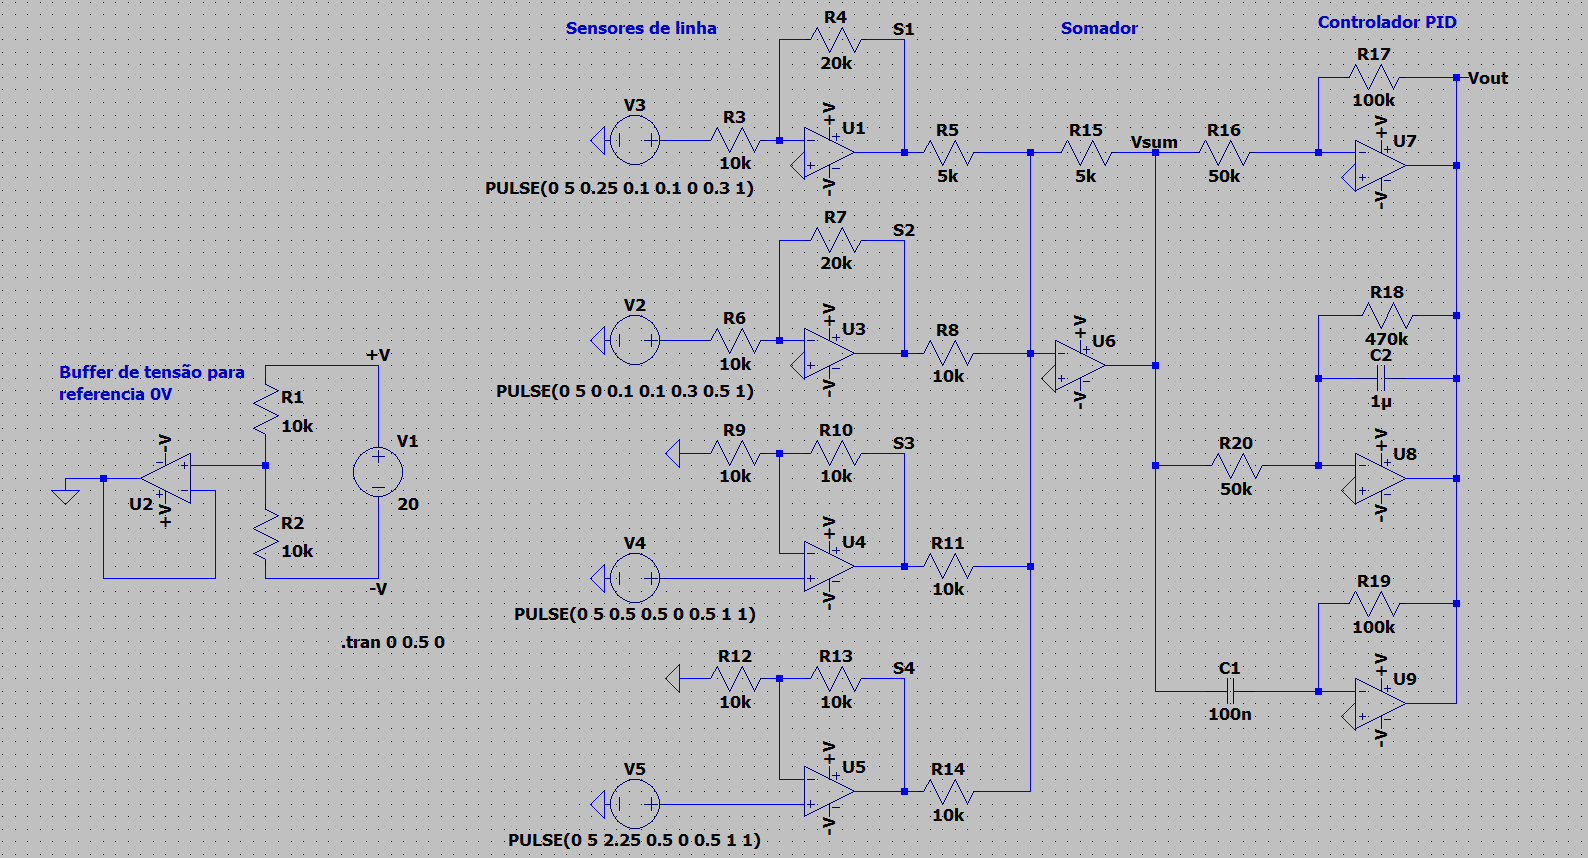 Sensores de linha
Somador
Controlador PID
R4
20k
S1
V3
R3
10k
+V
U1
-V
R5
5k
R15
5k
Vsum
R16
50k
R17
100k
Vout
+V
U7
-V
PULSE(0 5 0.25 0.1 0.1 0 0.3 1)
R7
20k
S2
V2
R6
10k
+V
U3
-V
R8
10k
+V
U6
-V
R18
470k
C2
1µ
PULSE(0 5 0 0.1 0.1 0.3 0.5 1)
Buffer de tensão para
referencia 0V
+V
R1
10k
V1
20
-V
U2
+V
R2
10k
-V
.tran 0 0.5 0
R9
10k
R10
10k
S3
V4
+V
U4
-V
R11
10k
R20
50k
+V
U8
-V
PULSE(0 5 0.5 0.5 0 0.5 1 1)
R12
10k
R13
10k
S4
V5
+V
U5
-V
R14
10k
R19
100k
C1
100n
+V
U9
-V
PULSE(0 5 2.25 0.5 0 0.5 1 1)